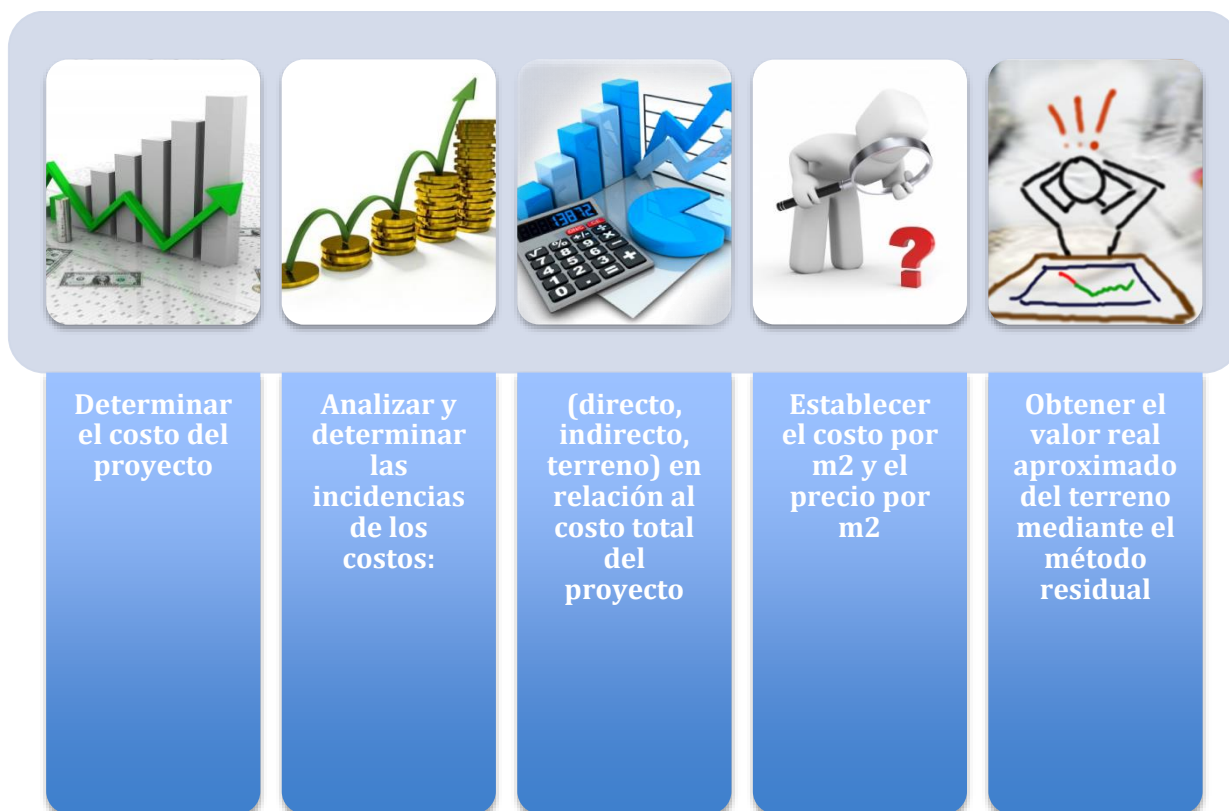 13872
Determinar
el costo del
proyecto
Analizar y
determinar
las
incidencias
de los
costos:
(directo,
indirecto,
terreno) en
relación al
costo total
del
proyecto
Establecer
el costo por
m2 y el
precio por
m2
Obtener el
valor real
aproximado
del terreno
mediante el
método
residual